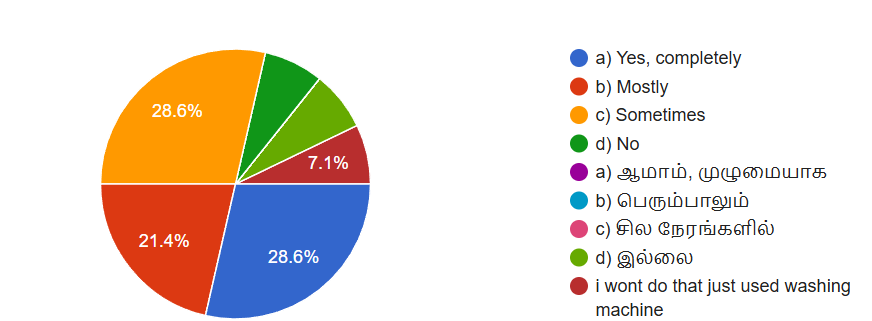 28.6%
7.1%
21.4%
28.6%
a) Yes, completely
b) Mostly
c) Sometimes
d) No
a) ஆமாம், முழுமையாக
b) பெரும்பாலும்
c) சில நேரங்களில்
d) இல்லை
i wont do that just used washing
machine